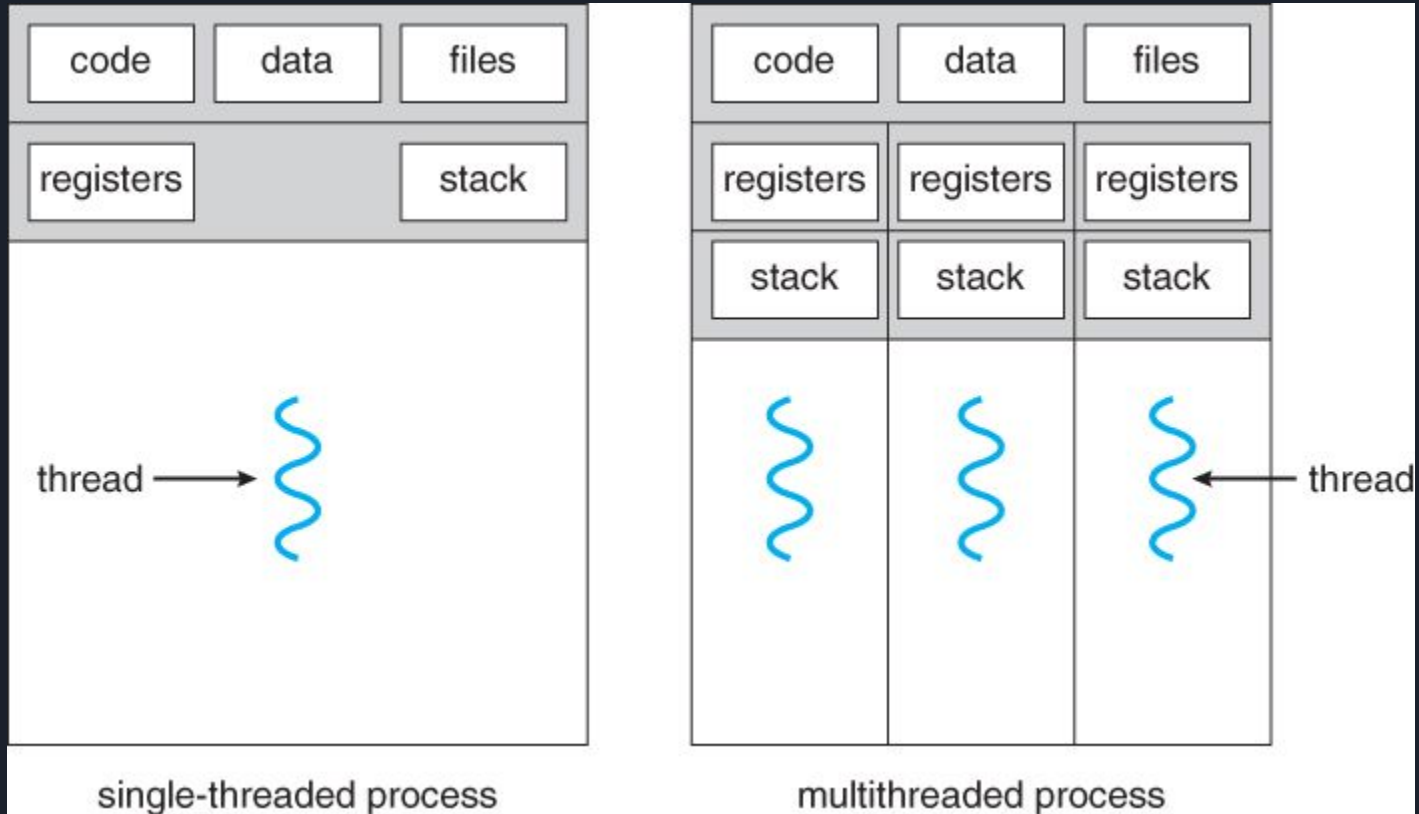 code data files
registers stack
thread
single-threaded process
code data files
registers registers registers
stack stack stack
thread
multithreaded process